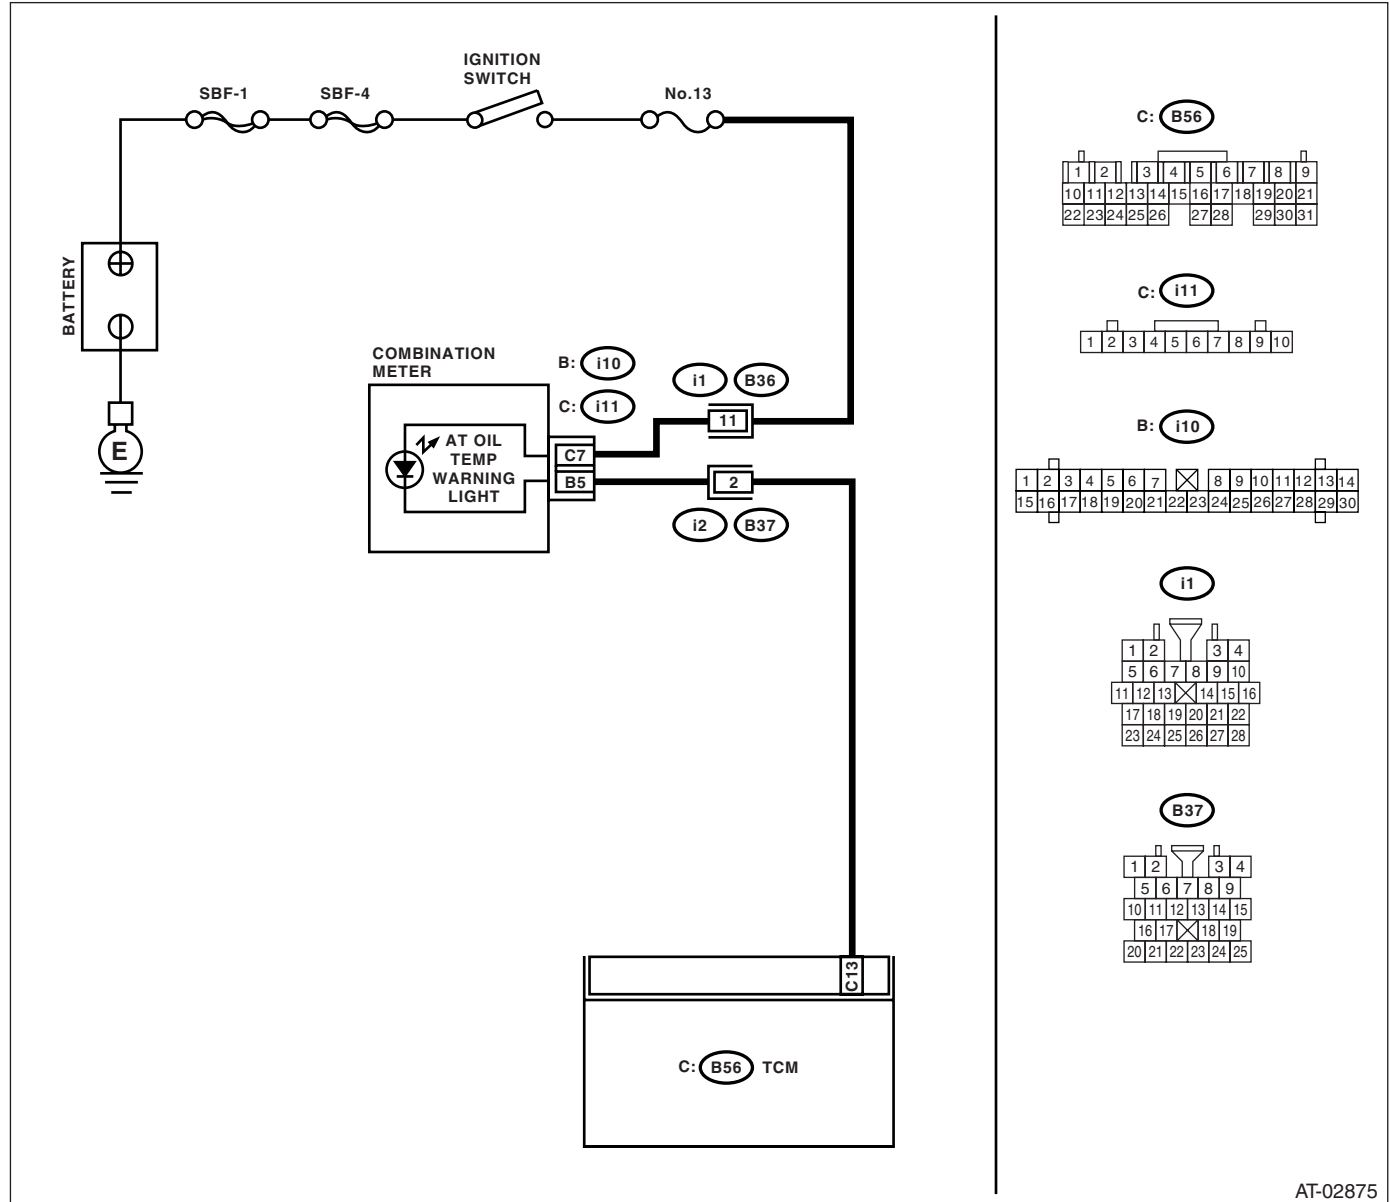 IGNITION
SWITCH
SBF-1
SBF-4
No.13
BATTERY
E
COMBINATION
METER
B: i10
C: i11
i1
B36
11
AT OIL
TEMP
WARNING
LIGHT
C7
B5
2
i2
B37
C13
C: B56 TCM
C: B56
1 2 3 4 5 6 7 8 9
10 11 12 13 14 15 16 17 18 19 20 21
22 23 24 25 26 27 28 29 30 31
C: i11
1 2 3 4 5 6 7 8 9 10
B: i10
1 2 3 4 5 6 7 8 9 10 11 12 13 14
15 16 17 18 19 20 21 22 23 24 25 26 27 28 29 30
i1
1 2 3 4
5 6 7 8 9 10
11 12 13 14 15 16
17 18 19 20 21 22
23 24 25 26 27 28
B37
1 2 3 4
5 6 7 8 9
10 11 12 13 14 15
16 17 18 19
20 21 22 23 24 25
AT-02875